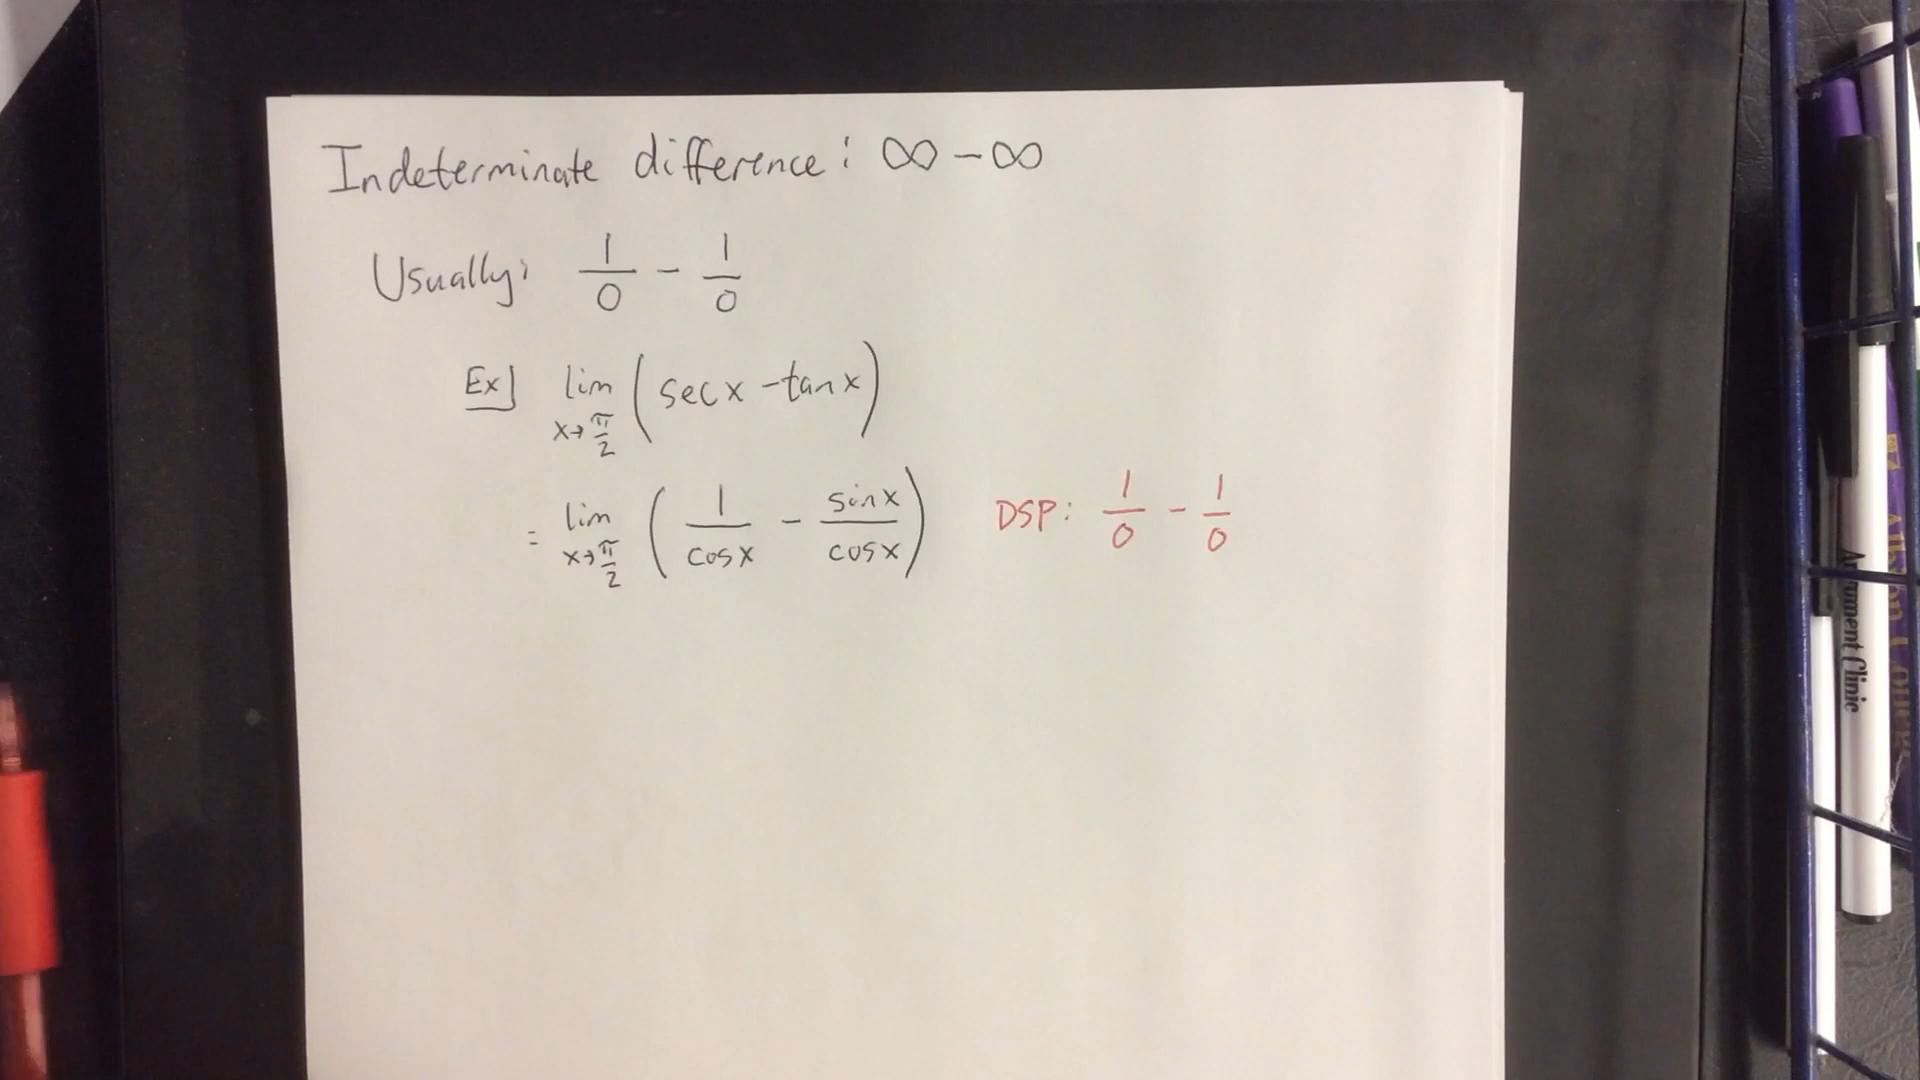 Indeterminate difference: ∞ - ∞
Usually: 1/0 - 1/0
Ex] lim x→π/2 (sec x - tan x)
= lim x→π/2 (1/cos x - sin x/cos x) DSP: 1/0 - 1/0
Clinic